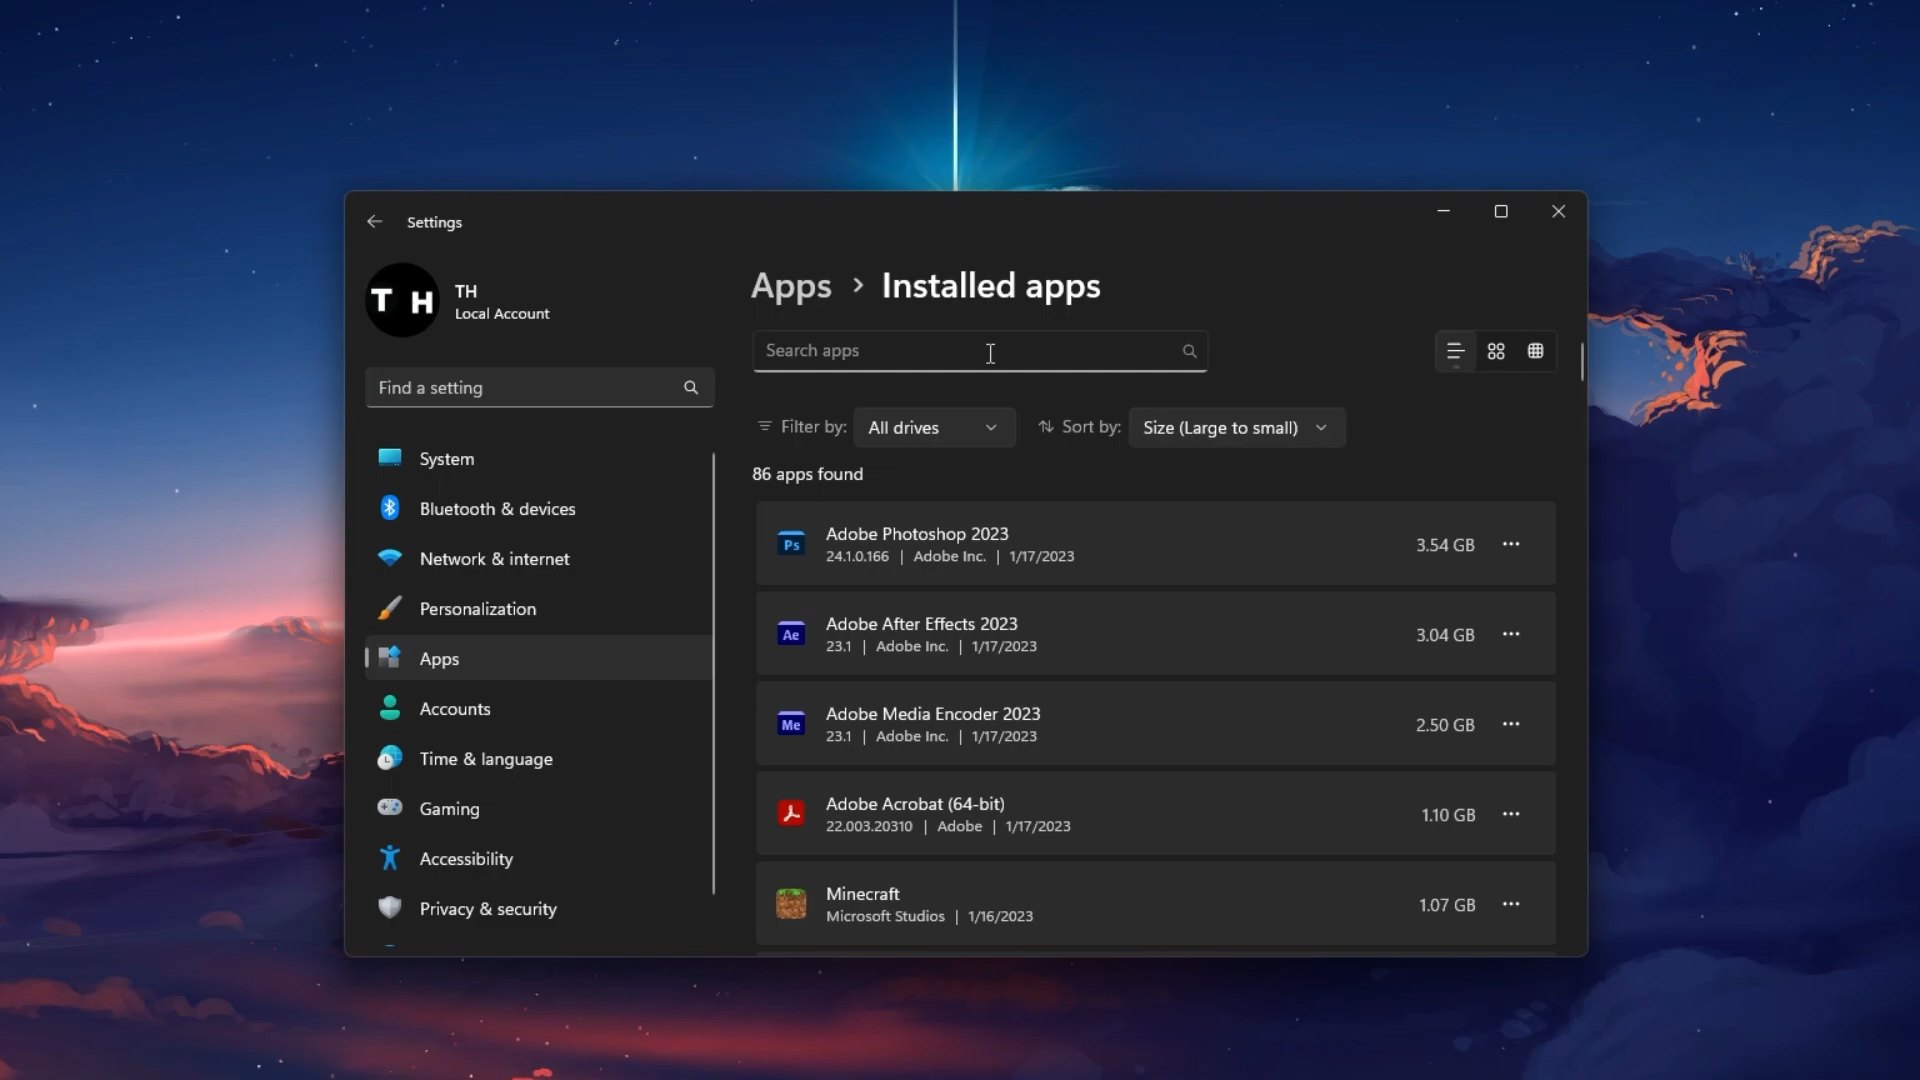 Settings
T H
TH
Local Account
Find a setting
System
Bluetooth & devices
Network & internet
Personalization
Apps
Accounts
Time & language
Gaming
Accessibility
Privacy & security
Apps > Installed apps
Search apps
Filter by: All drives Sort by: Size (Large to small)
86 apps found
Ps
Adobe Photoshop 2023
24.1.0.166 | Adobe Inc. | 1/17/2023
3.54 GB
Ae
Adobe After Effects 2023
23.1 | Adobe Inc. | 1/17/2023
3.04 GB
Me
Adobe Media Encoder 2023
23.1 | Adobe Inc. | 1/17/2023
2.50 GB
Adobe Acrobat (64-bit)
22.003.20310 | Adobe | 1/17/2023
1.10 GB
Minecraft
Microsoft Studios | 1/16/2023
1.07 GB